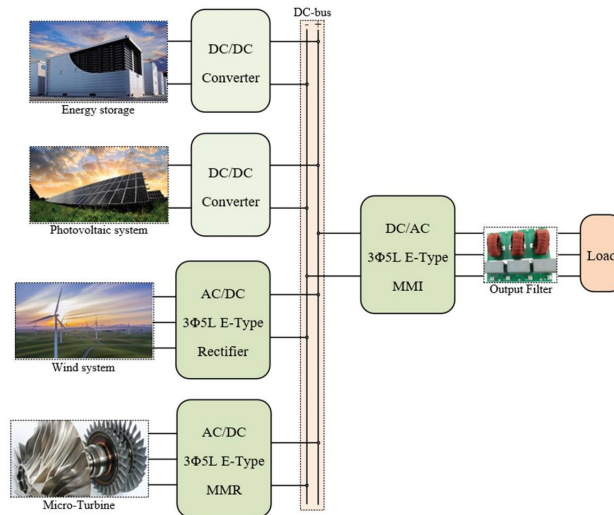 DC-bus
- +
DC/DC
Converter
Energy storage
DC/DC
Converter
Photovoltaic system
DC/AC
3Φ5L E-Type
MMI
Output Filter
Load
AC/DC
3Φ5L E-Type
Rectifier
Wind system
AC/DC
3Φ5L E-Type
MMR
Micro-Turbine